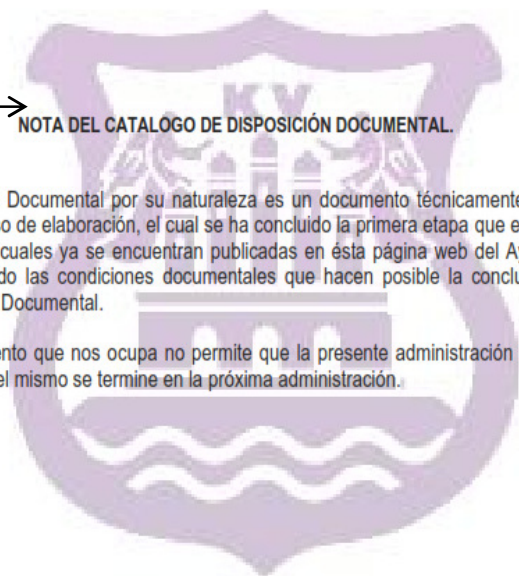 K V
NOTA DEL CATALOGO DE DISPOSICIÓN DOCUMENTAL.
Documental por su naturaleza es un documento técnicamente
so de elaboración, el cual se ha concluido la primera etapa que e
cuales ya se encuentran publicadas en ésta página web del Ay
do las condiciones documentales que hacen posible la conclu
Documental.
ento que nos ocupa no permite que la presente administración
el mismo se termine en la próxima administración.